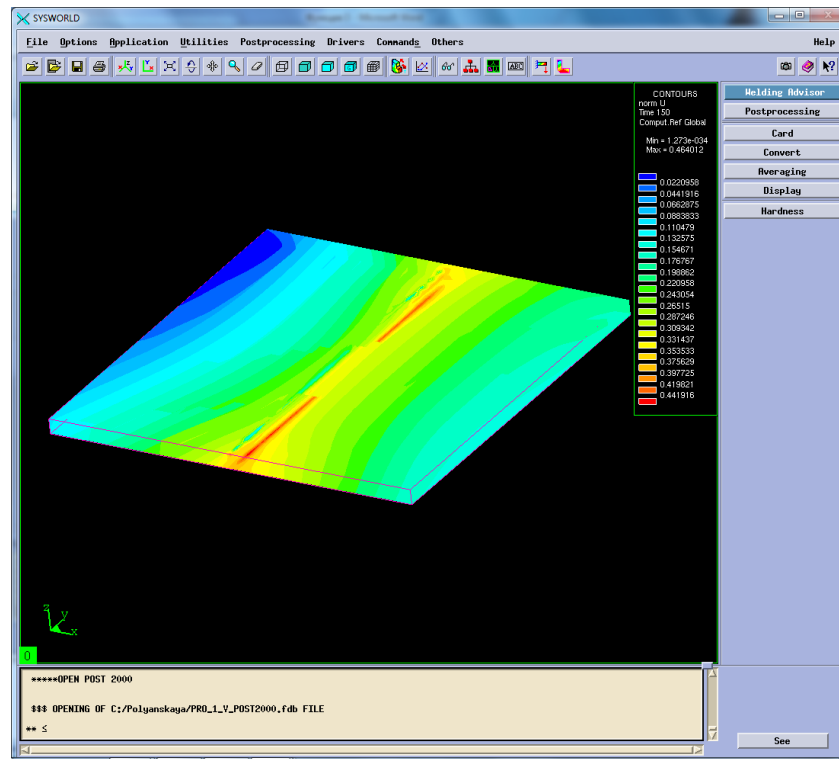 SYSWORLD
File Options Application Utilities Postprocessing Drivers Commands Others Help
ABC
CONTOURS
norm U
Time 150
Comput.Ref Global
Min = 1.273e-034
Max = 0.464012
0.0220958
0.0441916
0.0662875
0.0883833
0.110479
0.132575
0.154671
0.176767
0.198862
0.220958
0.243054
0.26515
0.287246
0.309342
0.331437
0.353533
0.375629
0.397725
0.419821
0.441916
Welding Advisor
Postprocessing
Card
Convert
Averaging
Display
Hardness
z
y
x
0
*****OPEN POST 2000
$$$ OPENING OF C:/Polyanskaya/PRO_1_V_POST2000.fdb FILE
** ≤
See